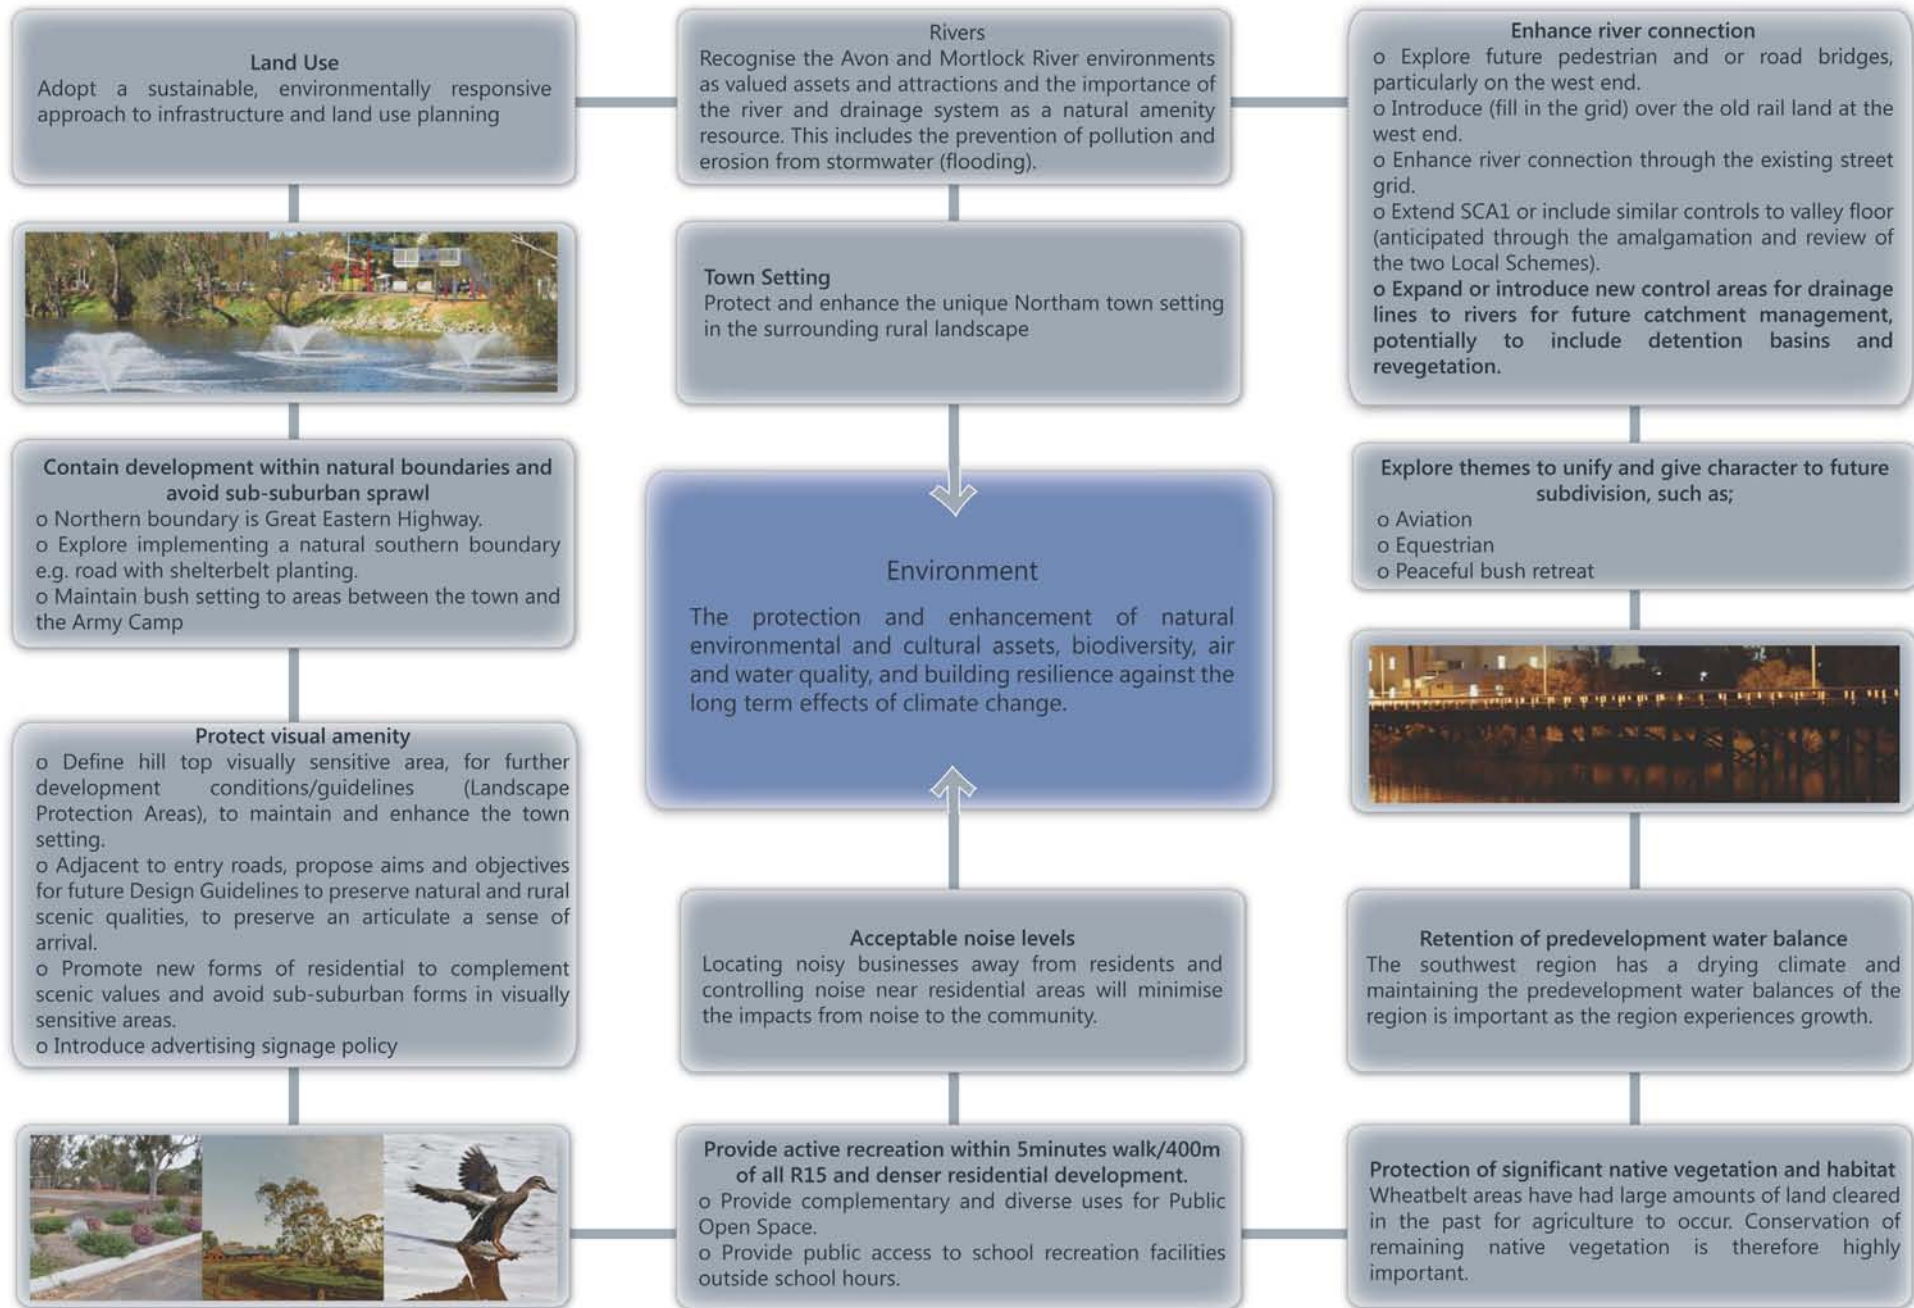 Land Use
Adopt a sustainable, environmentally responsive
approach to infrastructure and land use planning
Rivers
Recognise the Avon and Mortlock River environments
as valued assets and attractions and the importance of
the river and drainage system as a natural amenity
resource. This includes the prevention of pollution and
erosion from stormwater (flooding).
Enhance river connection
o Explore future pedestrian and or road bridges,
particularly on the west end.
o Introduce (fill in the grid) over the old rail land at the
west end.
o Enhance river connection through the existing street
grid.
o Extend SCA1 or include similar controls to valley floor
(anticipated through the amalgamation and review of
the two Local Schemes).
o Expand or introduce new control areas for drainage
lines to rivers for future catchment management,
potentially to include detention basins and
revegetation.
Town Setting
Protect and enhance the unique Northam town setting
in the surrounding rural landscape
Contain development within natural boundaries and
avoid sub-suburban sprawl
o Northern boundary is Great Eastern Highway.
o Explore implementing a natural southern boundary
e.g. road with shelterbelt planting.
o Maintain bush setting to areas between the town and
the Army Camp
Environment
The protection and enhancement of natural
environmental and cultural assets, biodiversity, air
and water quality, and building resilience against the
long term effects of climate change.
Explore themes to unify and give character to future
subdivision, such as;
o Aviation
o Equestrian
o Peaceful bush retreat
Protect visual amenity
o Define hill top visually sensitive area, for further
development conditions/guidelines (Landscape
Protection Areas), to maintain and enhance the town
setting.
o Adjacent to entry roads, propose aims and objectives
for future Design Guidelines to preserve natural and rural
scenic qualities, to preserve an articulate a sense of
arrival.
o Promote new forms of residential to complement
scenic values and avoid sub-suburban forms in visually
sensitive areas.
o Introduce advertising signage policy
Acceptable noise levels
Locating noisy businesses away from residents and
controlling noise near residential areas will minimise
the impacts from noise to the community.
Retention of predevelopment water balance
The southwest region has a drying climate and
maintaining the predevelopment water balances of the
region is important as the region experiences growth.
Provide active recreation within 5minutes walk/400m
of all R15 and denser residential development.
o Provide complementary and diverse uses for Public
Open Space.
o Provide public access to school recreation facilities
outside school hours.
Protection of significant native vegetation and habitat
Wheatbelt areas have had large amounts of land cleared
in the past for agriculture to occur. Conservation of
remaining native vegetation is therefore highly
important.